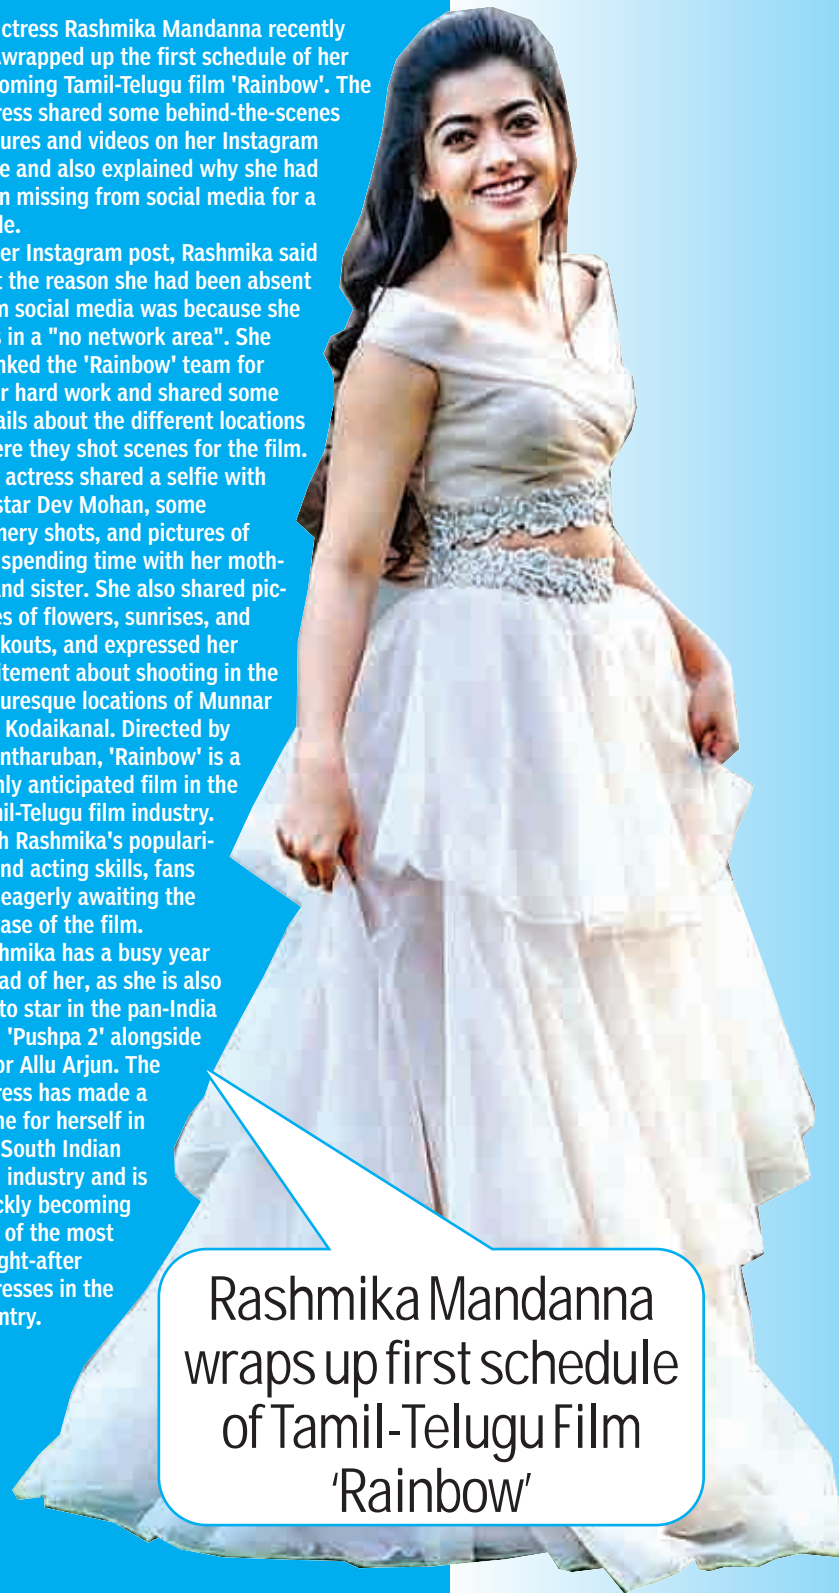 ctress Rashmika Mandanna recently
wrapped up the first schedule of her
oming Tamil-Telugu film 'Rainbow'. The
ress shared some behind-the-scenes
ures and videos on her Instagram
e and also explained why she had
n missing from social media for a
le.
er Instagram post, Rashmika said
t the reason she had been absent
m social media was because she
s in a "no network area". She
nked the 'Rainbow' team for
r hard work and shared some
ails about the different locations
ere they shot scenes for the film.
actress shared a selfie with
star Dev Mohan, some
nery shots, and pictures of
spending time with her moth-
and sister. She also shared pic-
es of flowers, sunrises, and
kouts, and expressed her
itement about shooting in the
uresque locations of Munnar
Kodaikanal. Directed by
ntharuban, 'Rainbow' is a
hly anticipated film in the
nil-Telugu film industry.
h Rashmika's populari-
nd acting skills, fans
eagerly awaiting the
ase of the film.
hmika has a busy year
ad of her, as she is also
to star in the pan-India
'Pushpa 2' alongside
or Allu Arjun. The
ress has made a
ne for herself in
South Indian
industry and is
ckly becoming
of the most
ght-after
resses in the
ntry.
Rashmika Mandanna
wraps up first schedule
of Tamil-Telugu Film
'Rainbow'